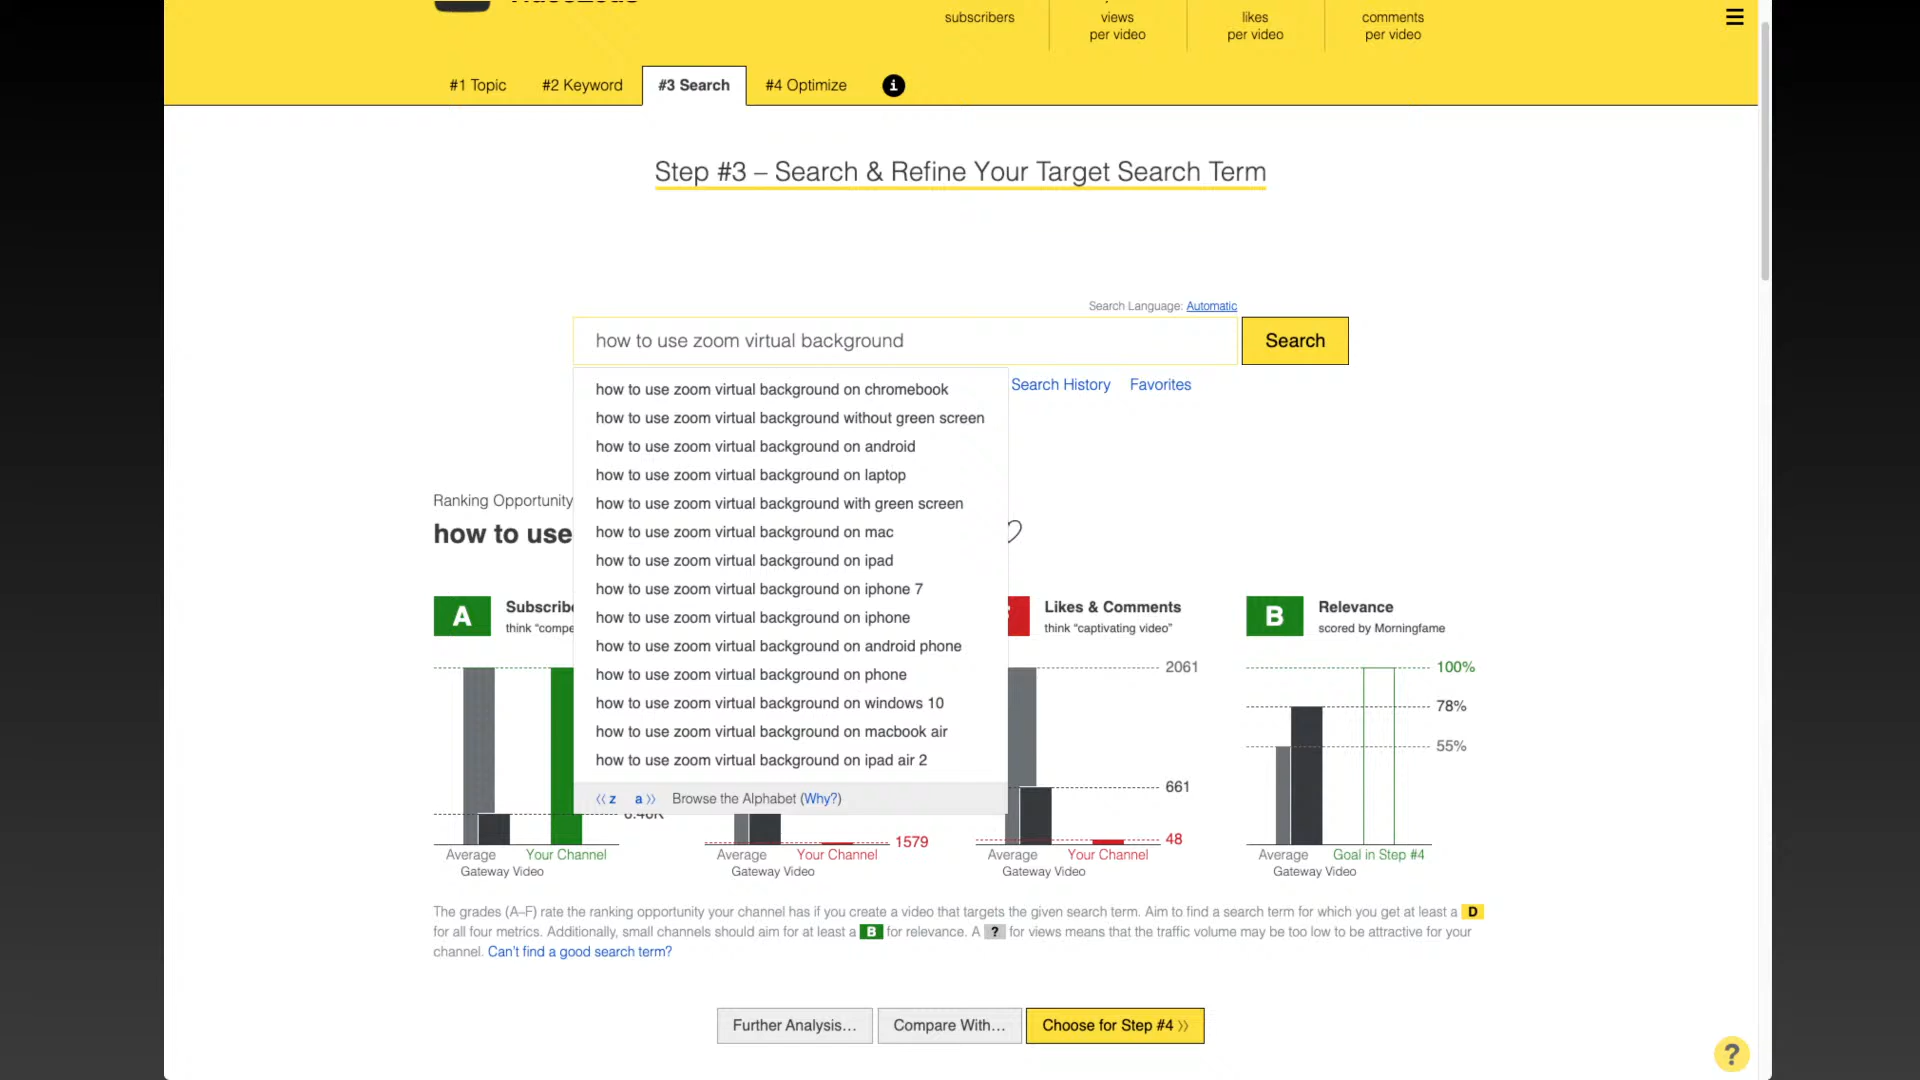 subscribers
views
per video
likes
per video
comments
per video
#1 Topic
#2 Keyword
#3 Search
#4 Optimize
i
Step #3 – Search & Refine Your Target Search Term
Search Language: Automatic
how to use zoom virtual background
Search
Search History
Favorites
how to use zoom virtual background on chromebook
how to use zoom virtual background without green screen
how to use zoom virtual background on android
how to use zoom virtual background on laptop
how to use zoom virtual background with green screen
how to use zoom virtual background on mac
how to use zoom virtual background on ipad
how to use zoom virtual background on iphone 7
how to use zoom virtual background on iphone
how to use zoom virtual background on android phone
how to use zoom virtual background on phone
how to use zoom virtual background on windows 10
how to use zoom virtual background on macbook air
how to use zoom virtual background on ipad air 2
⟨⟨ z a ⟩⟩ Browse the Alphabet (Why?)
Ranking Opportunity
how to use
A
think “compe
Likes & Comments
think “captivating video”
B
Relevance
scored by Morningfame
2061
661
48
1579
100%
78%
55%
Average
Your Channel
Gateway Video
Average
Your Channel
Gateway Video
Average
Your Channel
Gateway Video
Average
Goal in Step #4
Gateway Video
The grades (A–F) rate the ranking opportunity your channel has if you create a video that targets the given search term. Aim to find a search term for which you get at least a D
for all four metrics. Additionally, small channels should aim for at least a B for relevance. A ? for views means that the traffic volume may be too low to be attractive for your
channel. Can't find a good search term?
Further Analysis...
Compare With...
Choose for Step #4 ⟩⟩
?